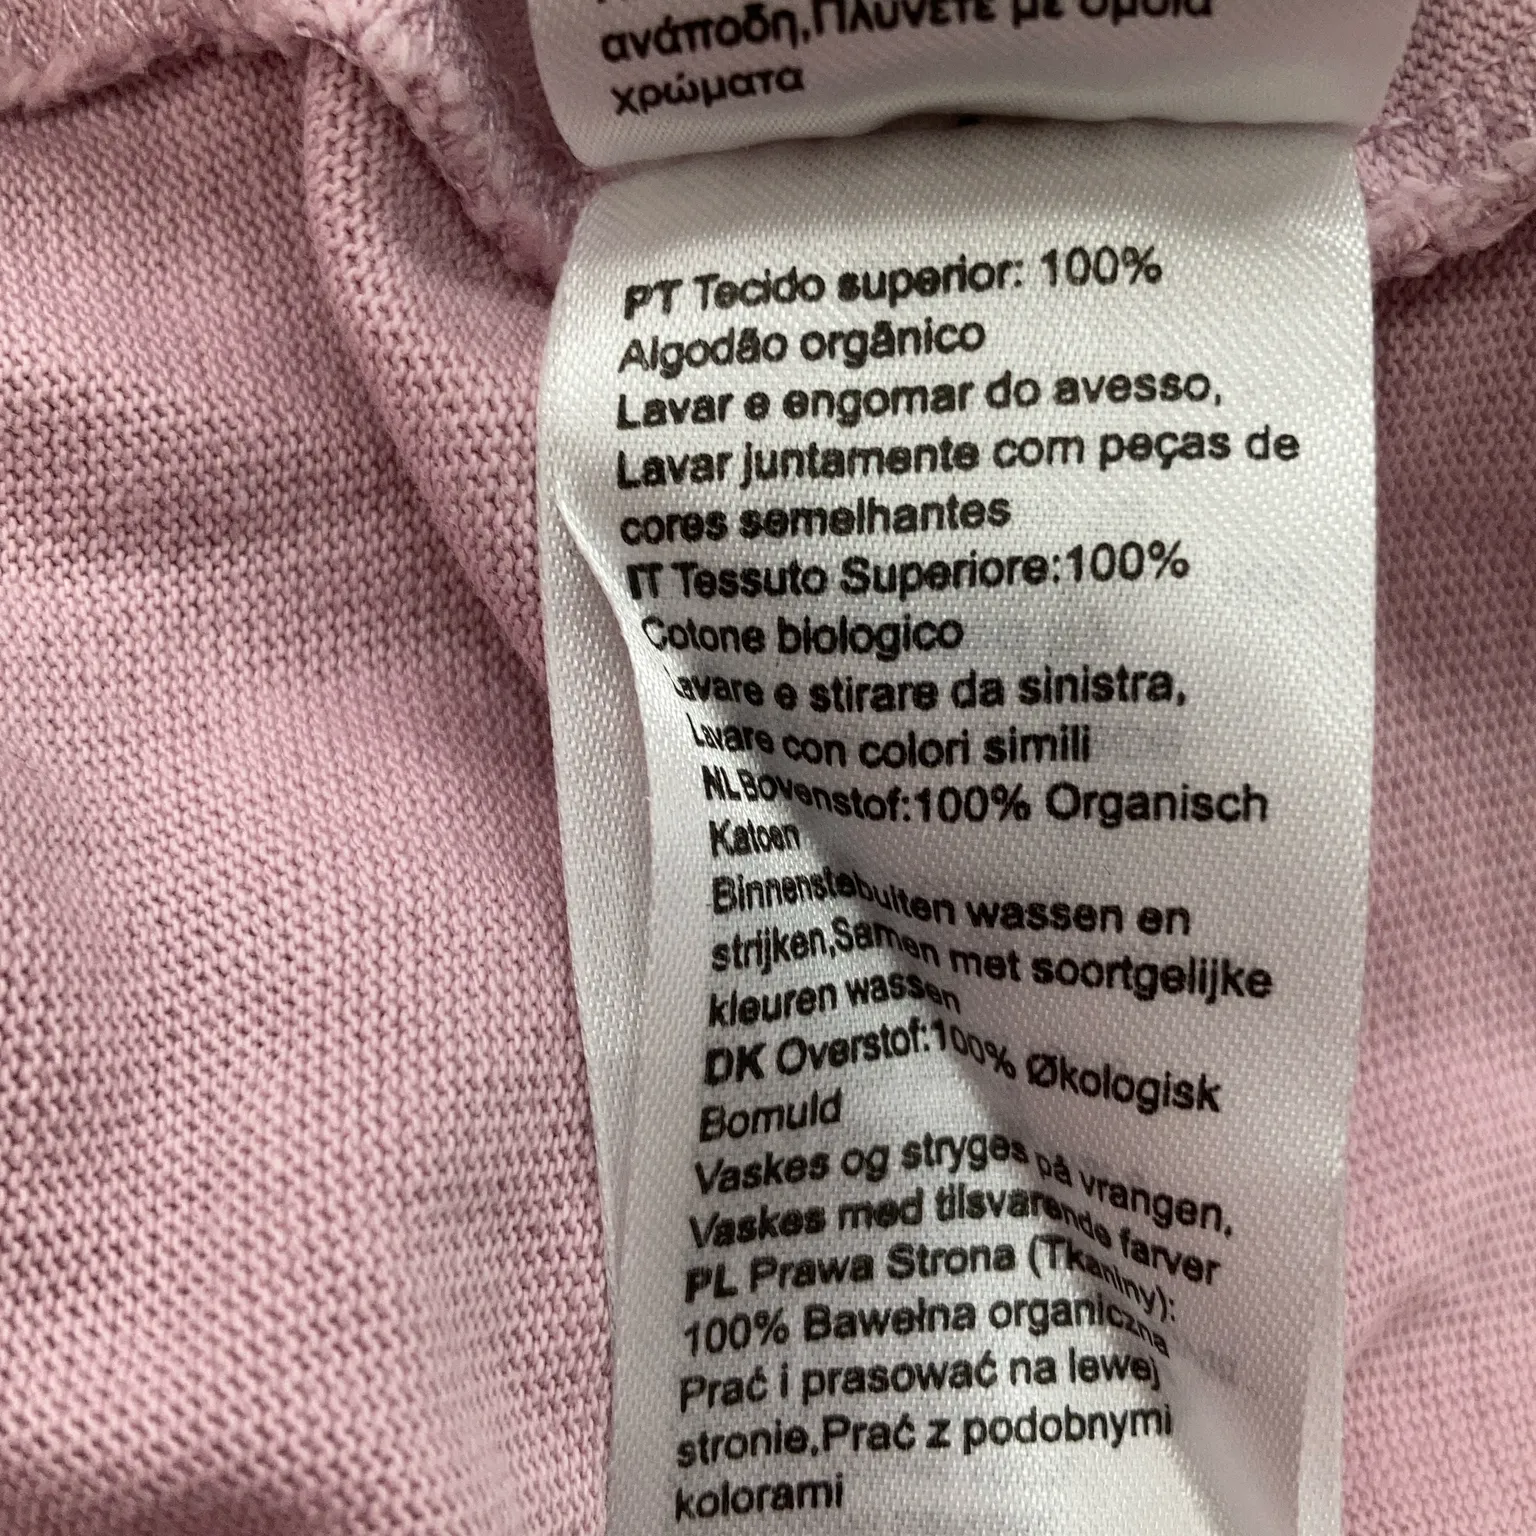 ανάποδη,Πλύνετε με όμοια
χρώματα
PT Tecido superior: 100%
Algodão orgânico
Lavar e engomar do avesso,
Lavar juntamente com peças de
cores semelhantes
IT Tessuto Superiore:100%
Cotone biologico
Lavare e stirare da sinistra,
Lavare con colori simili
NLBovenstof:100% Organisch
Katoen
Binnenstebuiten wassen en
strijken,Samen met soortgelijke
kleuren wassen
DK Overstof:100% Økologisk
Bomuld
Vaskes og stryges på vrangen,
Vaskes med tilsvarende farver
PL Prawa Strona (Tkaniny):
100% Bawełna organiczna
Prać i prasować na lewej
stronie,Prać z podobnymi
kolorami